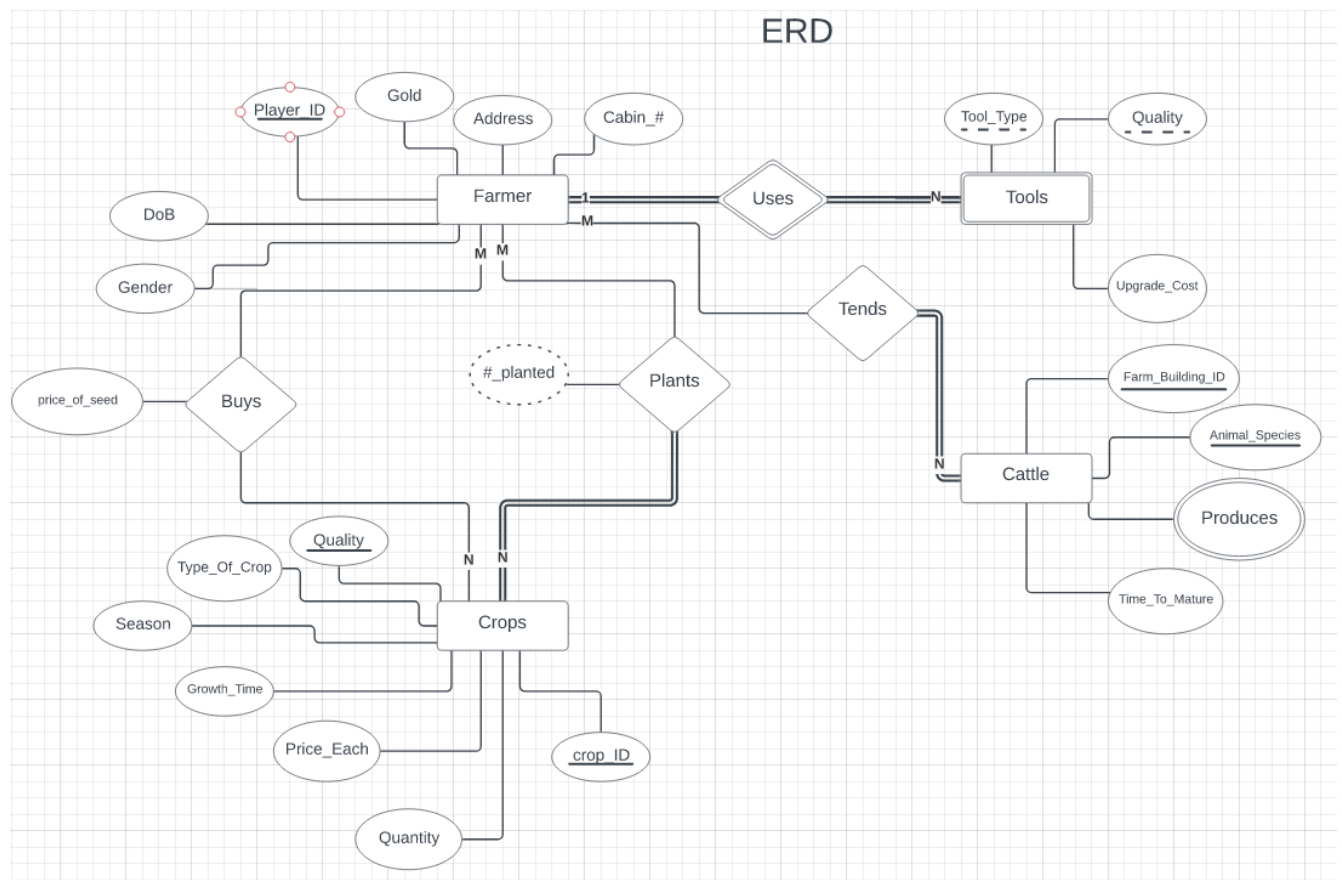 ERD
Player_ID
Gold
Address
Cabin_#
Tool_Type
Quality
Farmer
1
Uses
N
Tools
M
DoB
M
M
Gender
Upgrade_Cost
Tends
#_planted
Plants
Farm_Building_ID
price_of_seed
Buys
Animal_Species
N
Cattle
Produces
Quality
N
N
Type_Of_Crop
Time_To_Mature
Season
Crops
Growth_Time
Price_Each
crop_ID
Quantity